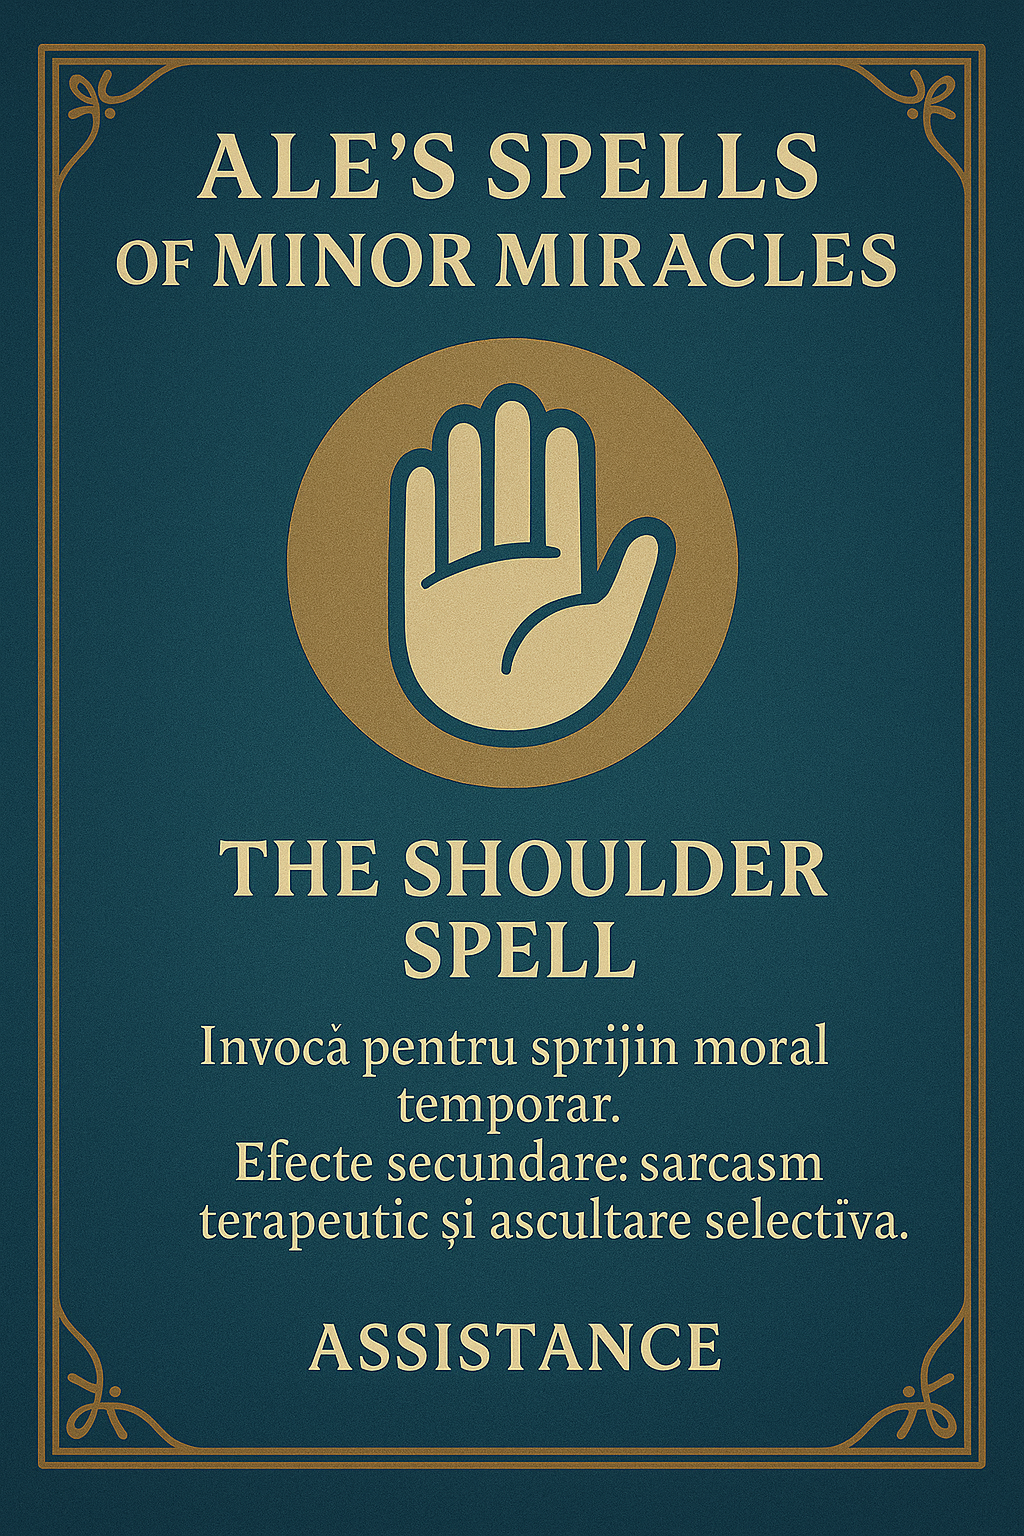 ALE’S SPELLS
OF MINOR MIRACLES
THE SHOULDER
SPELL
Invocă pentru sprijin moral
temporar.
Efecte secundare: sarcasm
terapeutic și ascultare selectïva.
ASSISTANCE